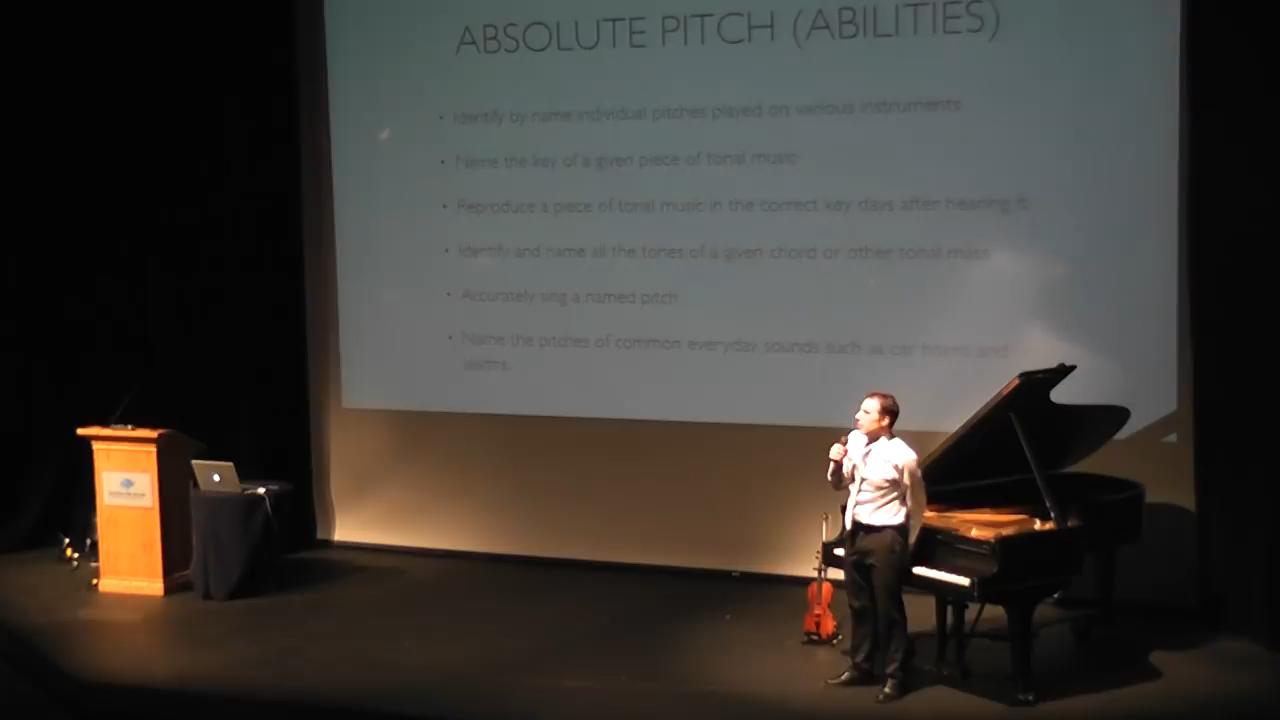 ABSOLUTE PITCH (ABILITIES)
• Identify by name individual pitches played on various instruments
• Name the key of a given piece of tonal music
• Reproduce a piece of tonal music in the correct key days after hearing it
• Identify and name all the tones of a given chord or other tonal mass
• Accurately sing a named pitch
• Name the pitches of common everyday sounds such as car horns and